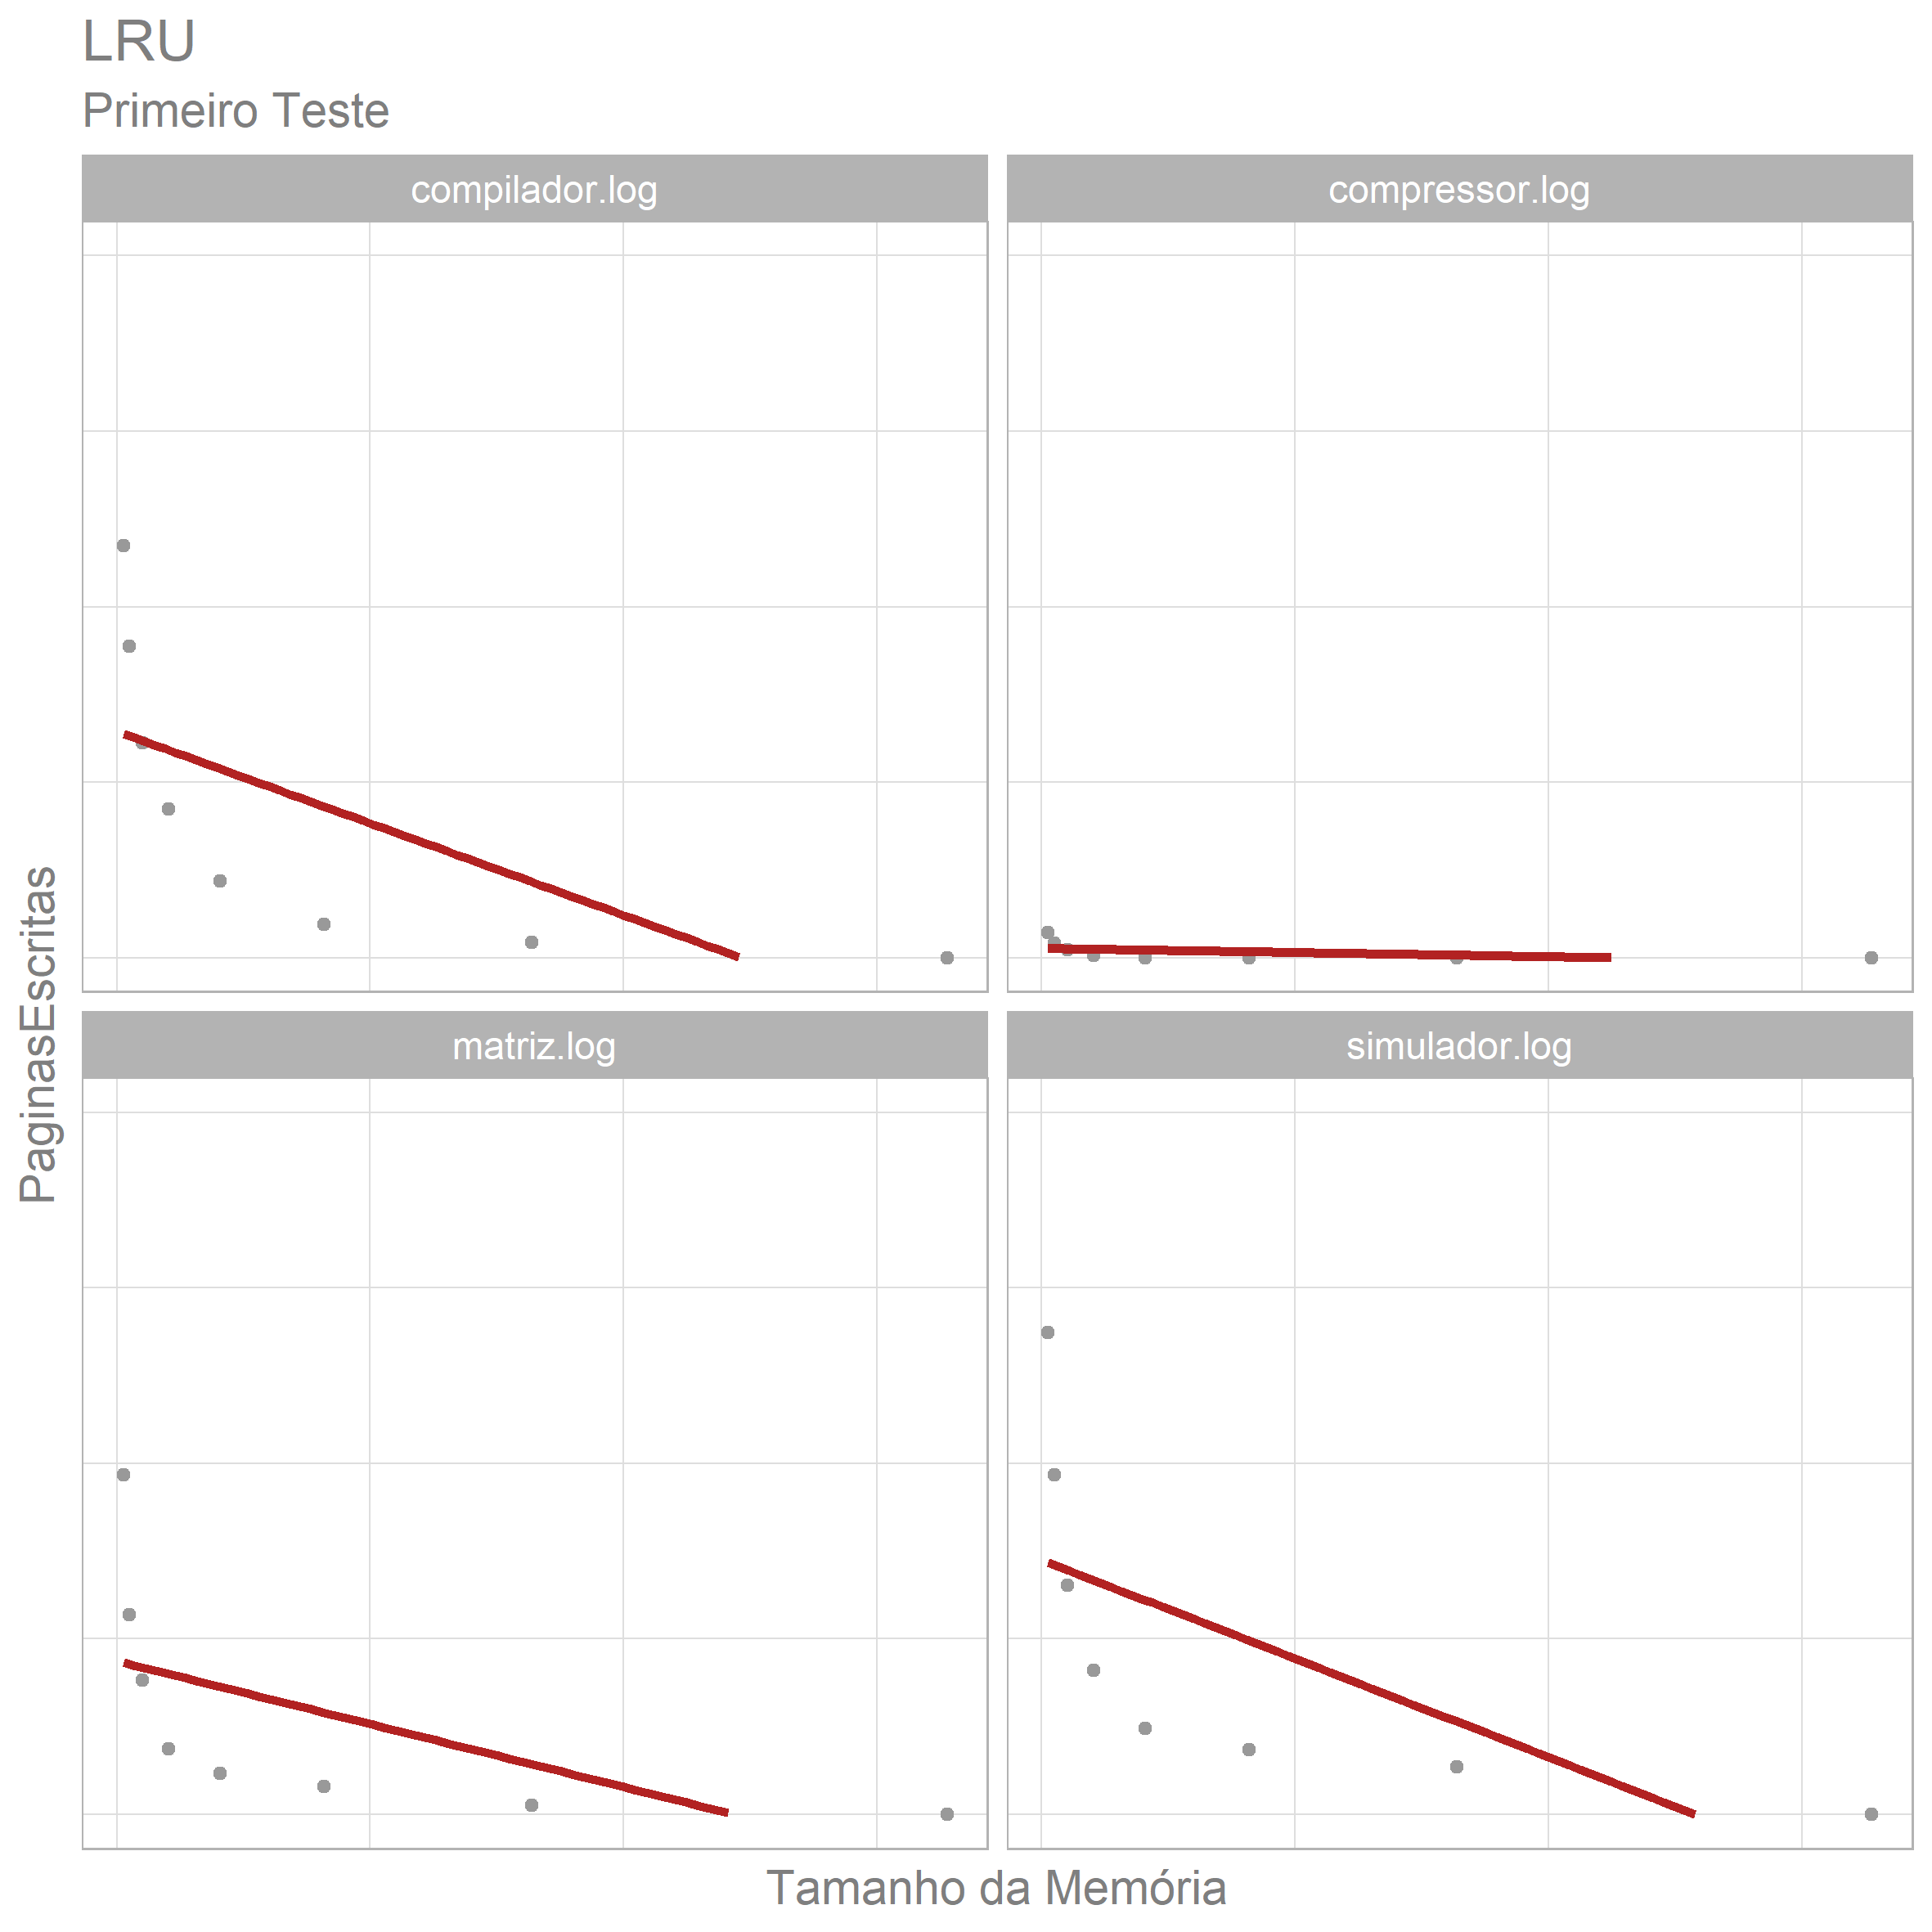 LRU
Primeiro Teste
compilador.log
compressor.log
PaginasEscritas
matriz.log
simulador.log
Tamanho da Memória